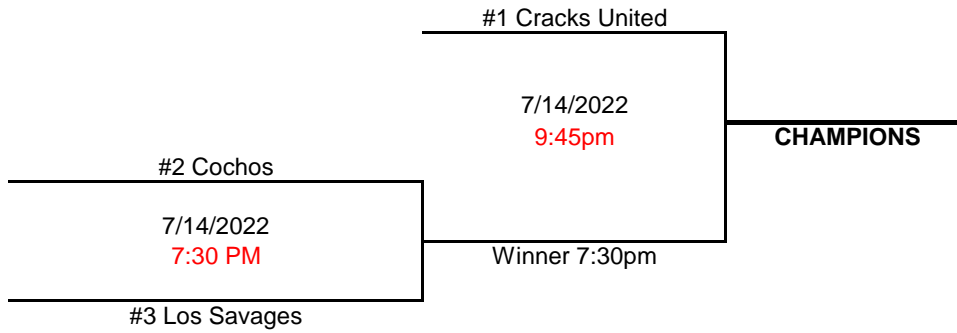 #1 Cracks United
7/14/2022
9:45pm
CHAMPIONS
#2 Cochos
7/14/2022
7:30 PM
Winner 7:30pm
#3 Los Savages